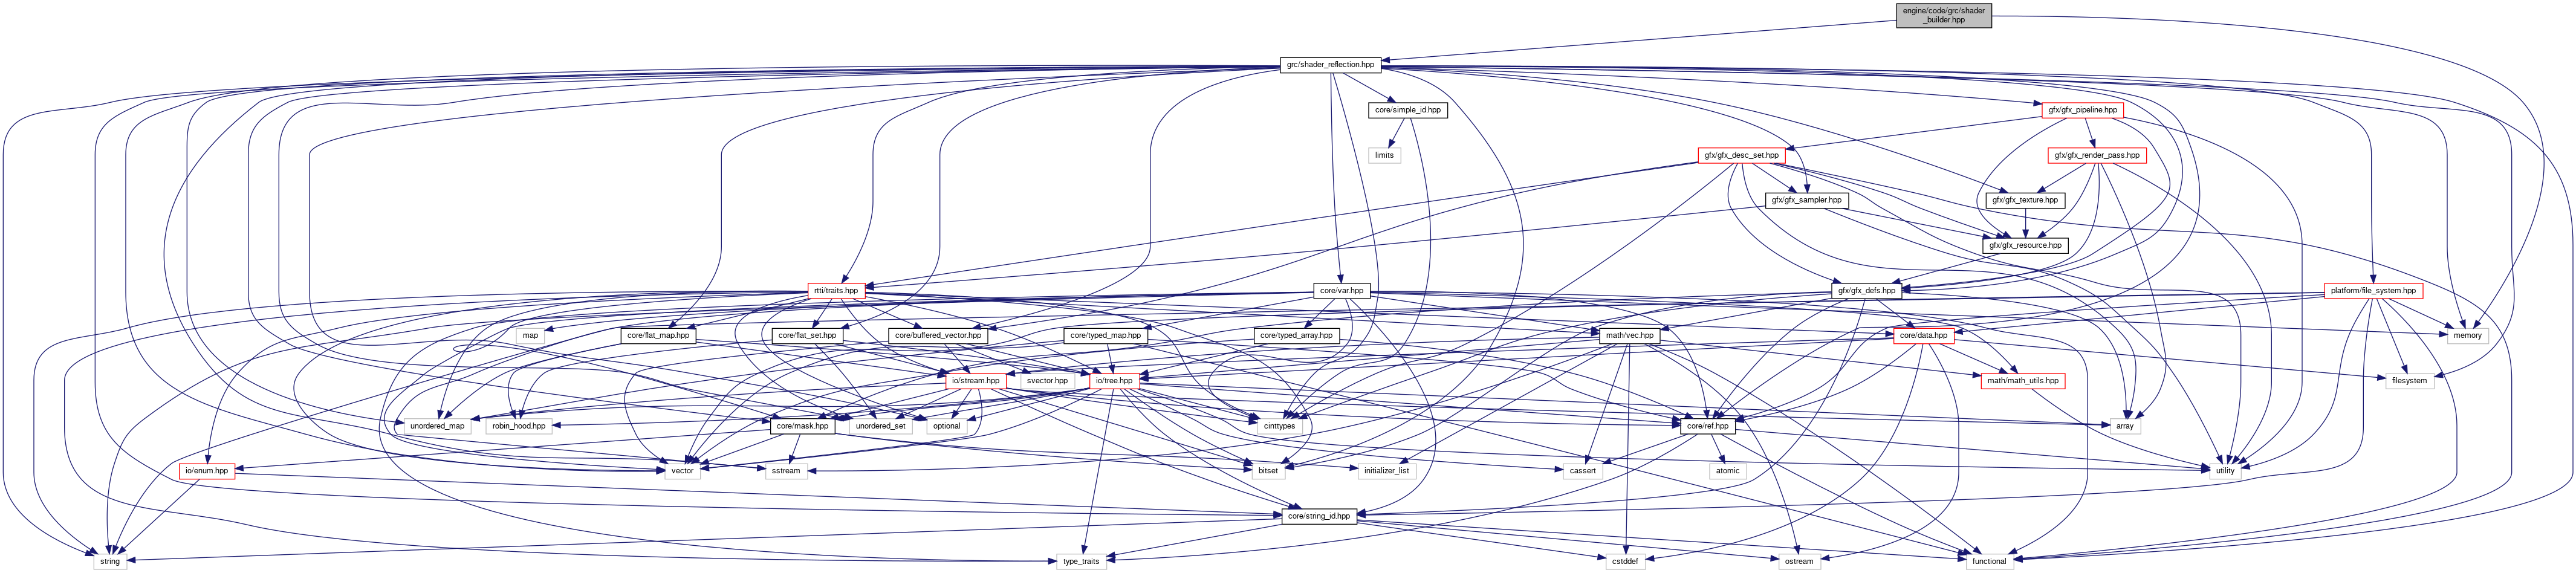 engine/code/grc/shader
_builder.hpp
grc/shader_reflection.hpp
core/simple_id.hpp
gfx/gfx_pipeline.hpp
limits
gfx/gfx_desc_set.hpp
gfx/gfx_render_pass.hpp
gfx/gfx_sampler.hpp
gfx/gfx_texture.hpp
gfx/gfx_resource.hpp
rtti/traits.hpp
core/var.hpp
gfx/gfx_defs.hpp
platform/file_system.hpp
map
core/flat_map.hpp
core/flat_set.hpp
core/buffered_vector.hpp
core/typed_map.hpp
core/typed_array.hpp
math/vec.hpp
core/data.hpp
memory
io/stream.hpp
svector.hpp
io/tree.hpp
math/math_utils.hpp
filesystem
unordered_map
robin_hood.hpp
core/mask.hpp
unordered_set
optional
cinttypes
core/ref.hpp
array
io/enum.hpp
vector
sstream
bitset
initializer_list
cassert
atomic
utility
core/string_id.hpp
string
type_traits
cstddef
ostream
functional